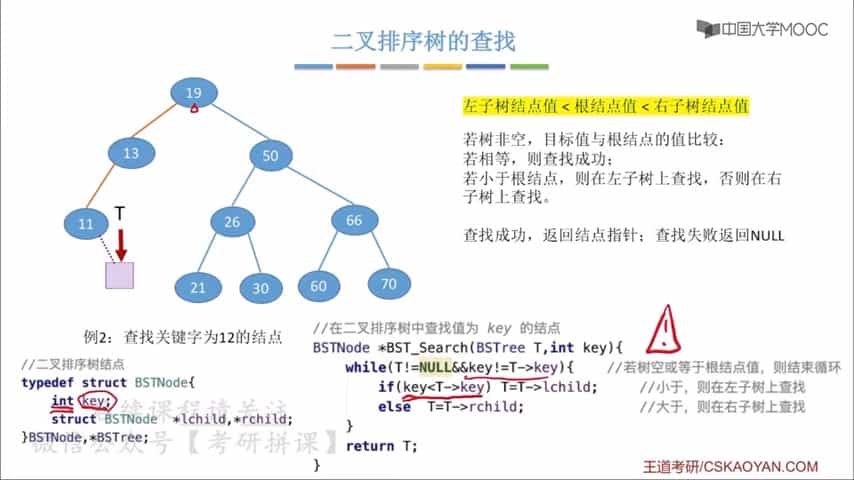 二叉排序树的查找
中国大学MOOC
19
13
50
11
T
26
66
21
30
60
70
左子树结点值 < 根结点值 < 右子树结点值
若树非空，目标值与根结点的值比较：
若相等，则查找成功；
若小于根结点，则在左子树上查找，否则在右
子树上查找。
查找成功，返回结点指针；查找失败返回NULL
例2：查找关键字为12的结点
//二叉排序树结点
typedef struct BSTNode{
int key;
struct BSTNode *lchild,*rchild;
}BSTNode,*BSTree;
//在二叉排序树中查找值为 key 的结点
BSTNode *BST_Search(BSTree T,int key){
while(T!=NULL&&key!=T->key){ //若树空或等于根结点值，则结束循环
if(key<T->key) T=T->lchild; //小于，则在左子树上查找
else T=T->rchild; //大于，则在右子树上查找
}
return T;
}
后续课程请关注
微信公众号【考研拼课】
王道考研/CSKAOYAN.COM